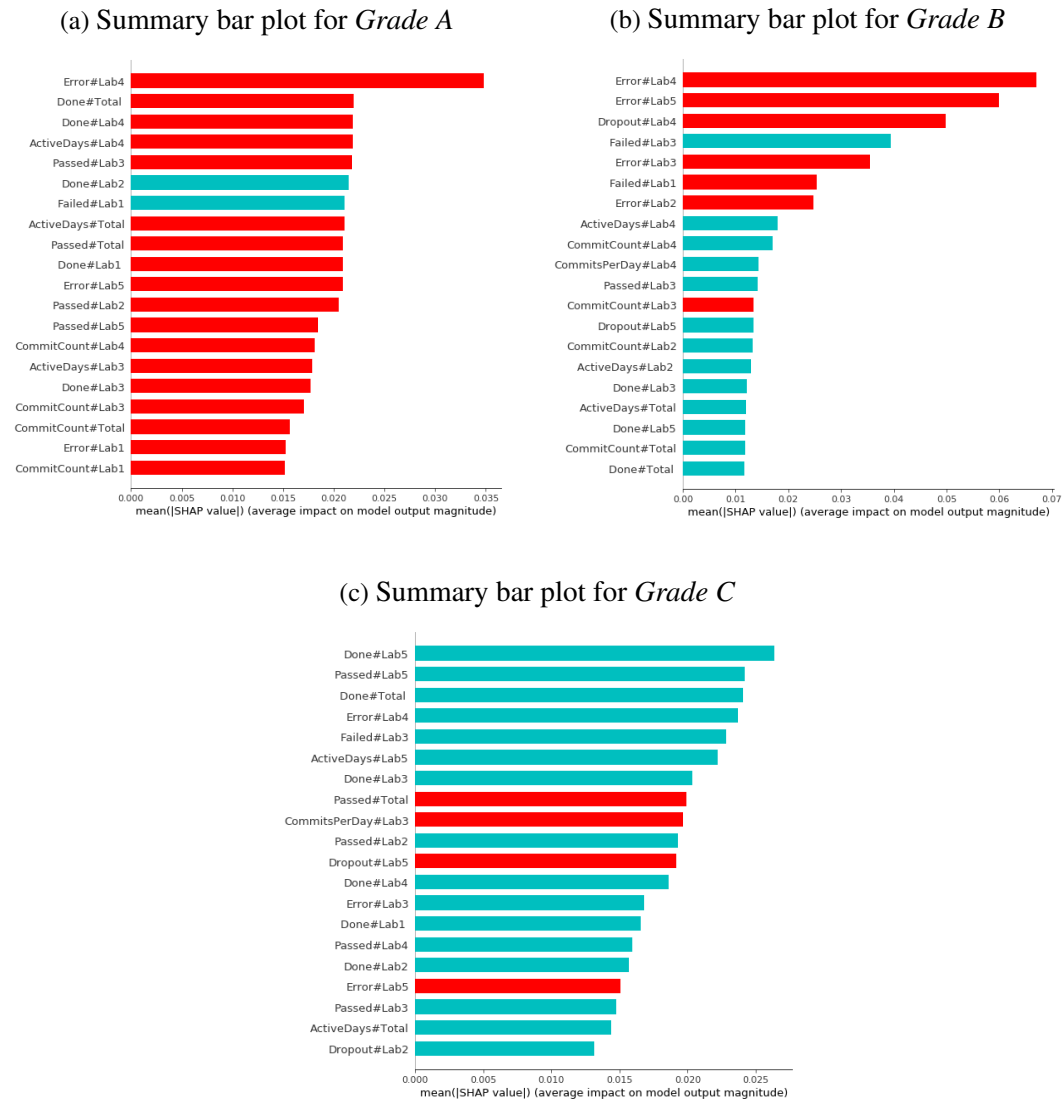 (a) Summary bar plot for Grade A
Error#Lab4
Done#Total
Done#Lab4
ActiveDays#Lab4
Passed#Lab3
Done#Lab2
Failed#Lab1
ActiveDays#Total
Passed#Total
Done#Lab1
Error#Lab5
Passed#Lab2
Passed#Lab5
CommitCount#Lab4
ActiveDays#Lab3
Done#Lab3
CommitCount#Lab3
CommitCount#Total
Error#Lab1
CommitCount#Lab1
0.000 0.005 0.010 0.015 0.020 0.025 0.030 0.035
mean(|SHAP value|) (average impact on model output magnitude)
(b) Summary bar plot for Grade B
Error#Lab4
Error#Lab5
Dropout#Lab4
Failed#Lab3
Error#Lab3
Failed#Lab1
Error#Lab2
ActiveDays#Lab4
CommitCount#Lab4
CommitsPerDay#Lab4
Passed#Lab3
CommitCount#Lab3
Dropout#Lab5
CommitCount#Lab2
ActiveDays#Lab2
Done#Lab3
ActiveDays#Total
Done#Lab5
CommitCount#Total
Done#Total
0.00 0.01 0.02 0.03 0.04 0.05 0.06 0.07
mean(|SHAP value|) (average impact on model output magnitude)
(c) Summary bar plot for Grade C
Done#Lab5
Passed#Lab5
Done#Total
Error#Lab4
Failed#Lab3
ActiveDays#Lab5
Done#Lab3
Passed#Total
CommitsPerDay#Lab3
Passed#Lab2
Dropout#Lab5
Done#Lab4
Error#Lab3
Done#Lab1
Passed#Lab4
Done#Lab2
Error#Lab5
Passed#Lab3
ActiveDays#Total
Dropout#Lab2
0.000 0.005 0.010 0.015 0.020 0.025
mean(|SHAP value|) (average impact on model output magnitude)